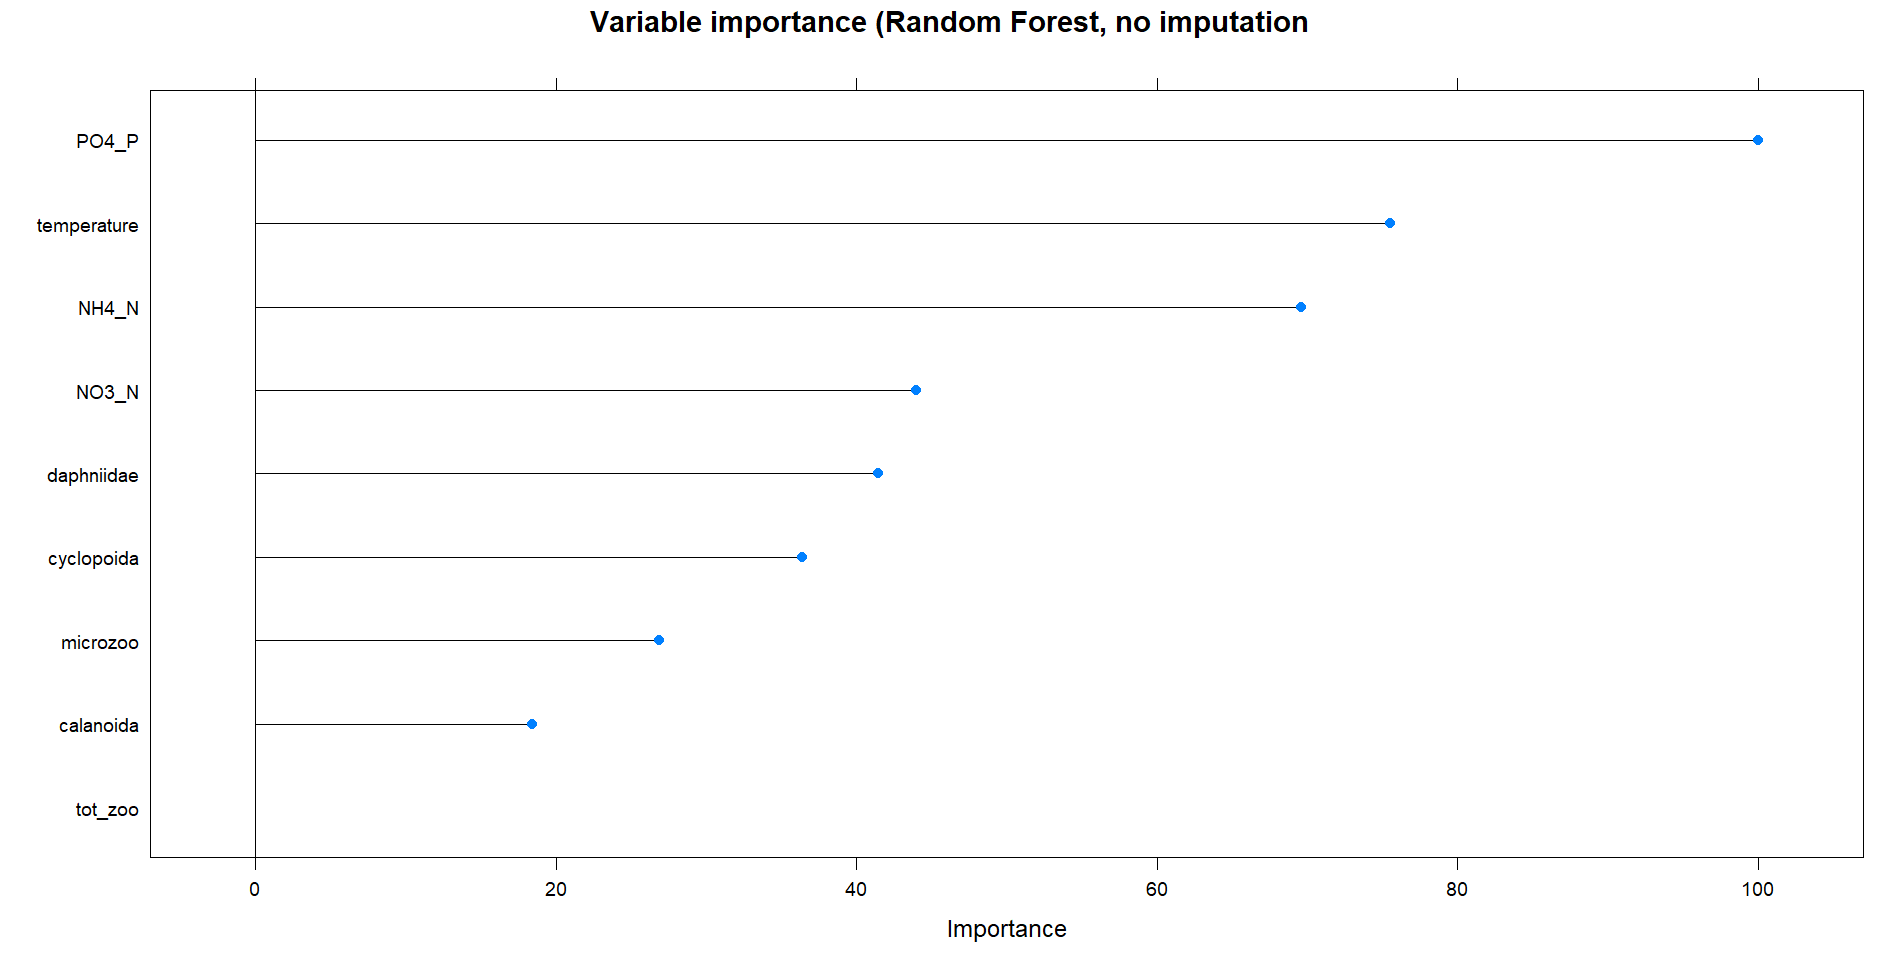 Variable importance (Random Forest, no imputation
PO4_P
temperature
NH4_N
NO3_N
daphniidae
cyclopoida
microzoo
calanoida
tot_zoo
0 20 40 60 80 100
Importance